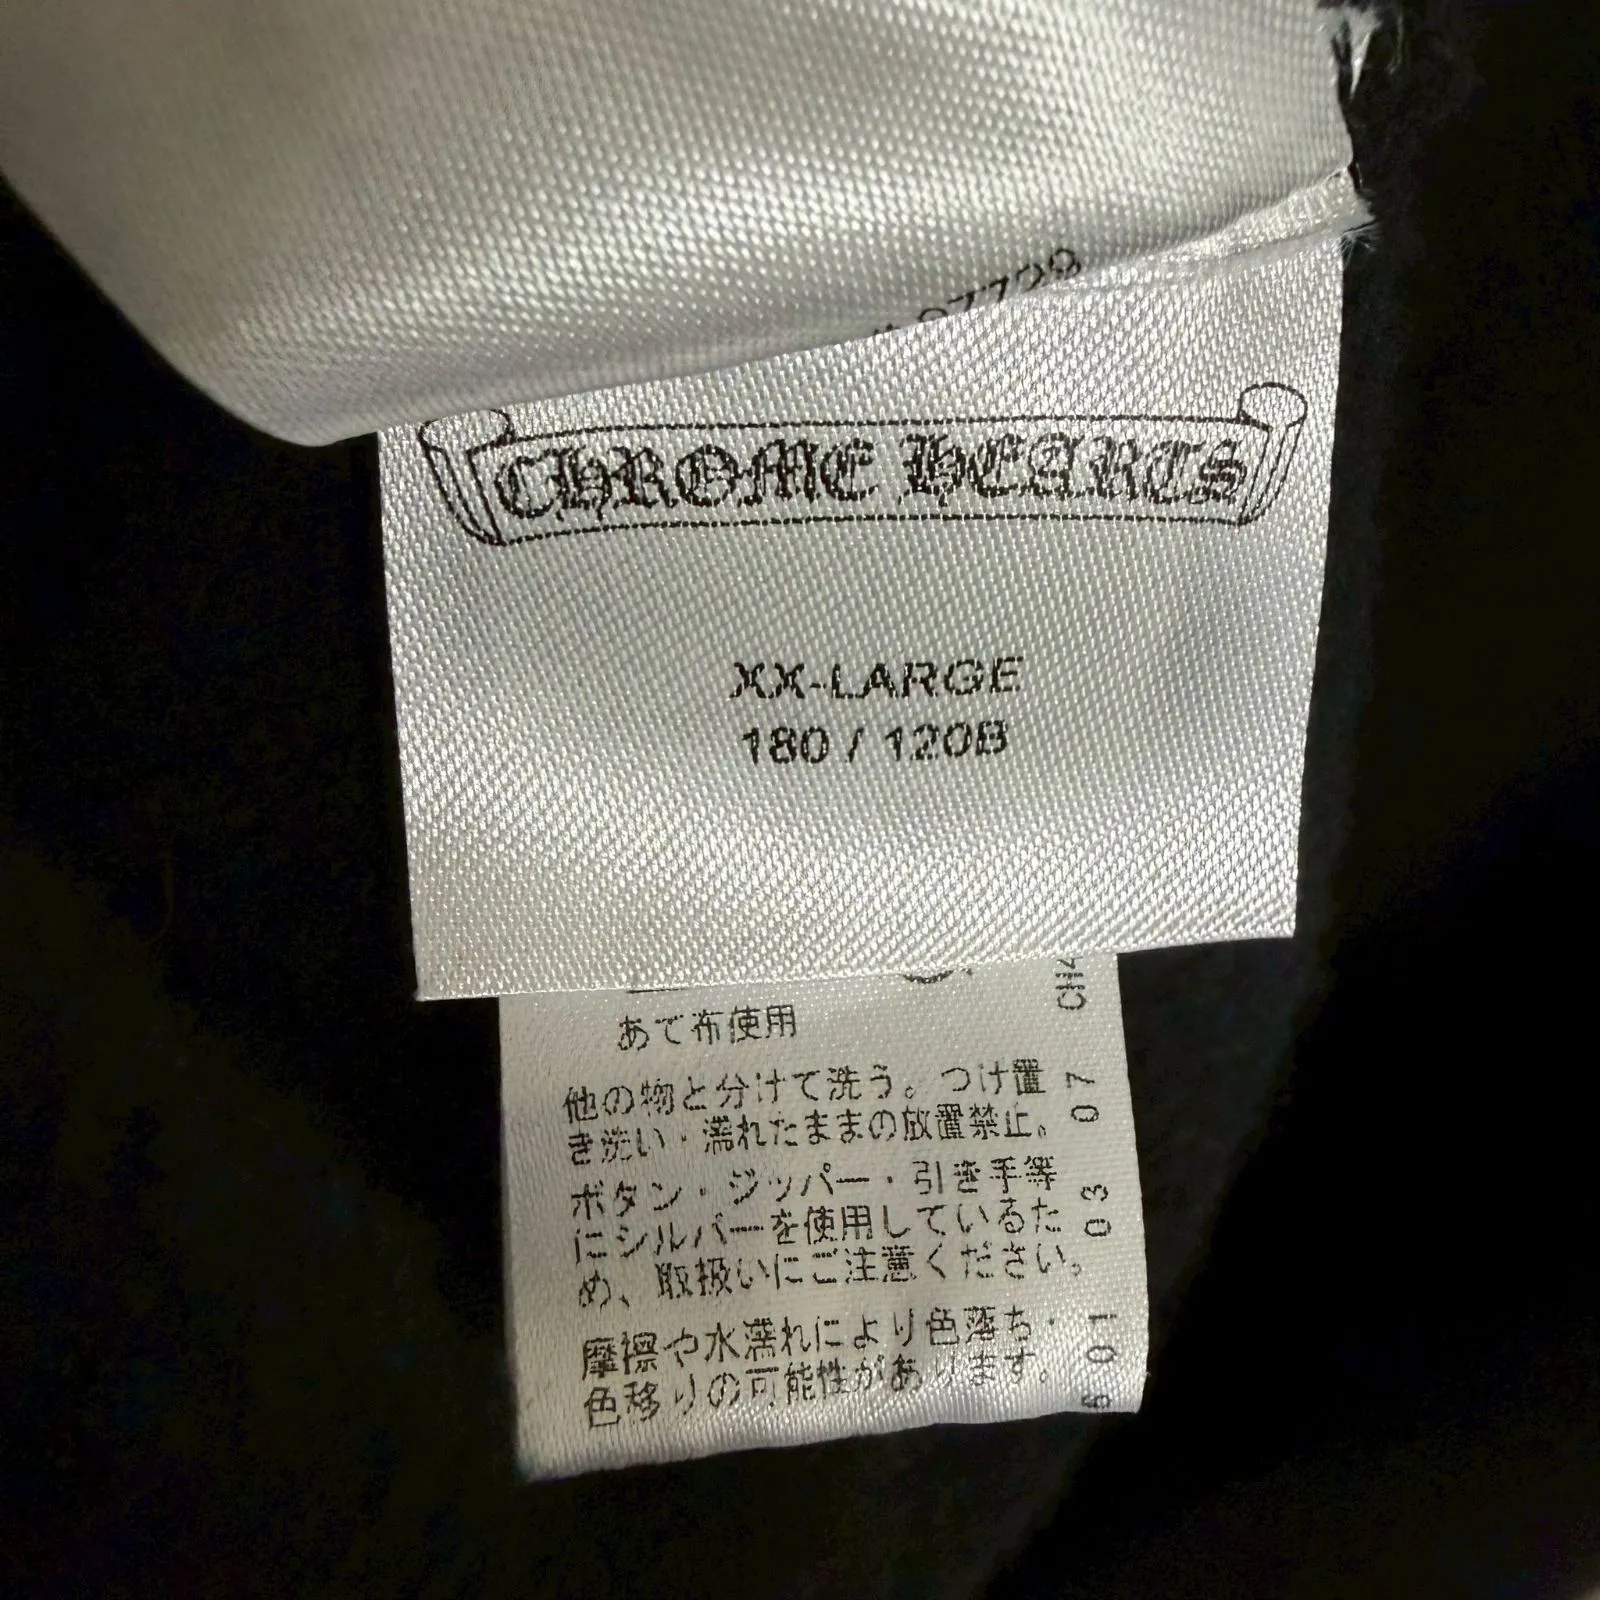 97729
CHROME HEARTS
XX-LARGE
180 / 120B
あて布使用
他の物と分けて洗う。つけ置
き洗い・濡れたままの放置禁止。
ボタン・ジッパー・引き手等
にシルバーを使用しているた
め、取扱いにご注意ください。
摩擦や水濡れにより色落ち・
色移りの可能性があります。
601 03 07 CH4